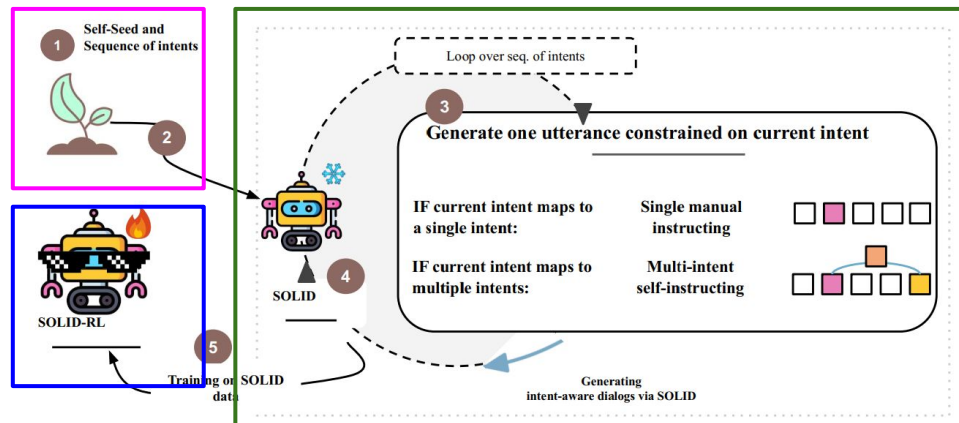 1
Self-Seed and
Sequence of intents
2
Loop over seq. of intents
3
Generate one utterance constrained on current intent
IF current intent maps to
a single intent:
Single manual
instructing
IF current intent maps to
multiple intents:
Multi-intent
self-instructing
4
SOLID
SOLID-RL
5
Training on SOLID
data
Generating
intent-aware dialogs via SOLID